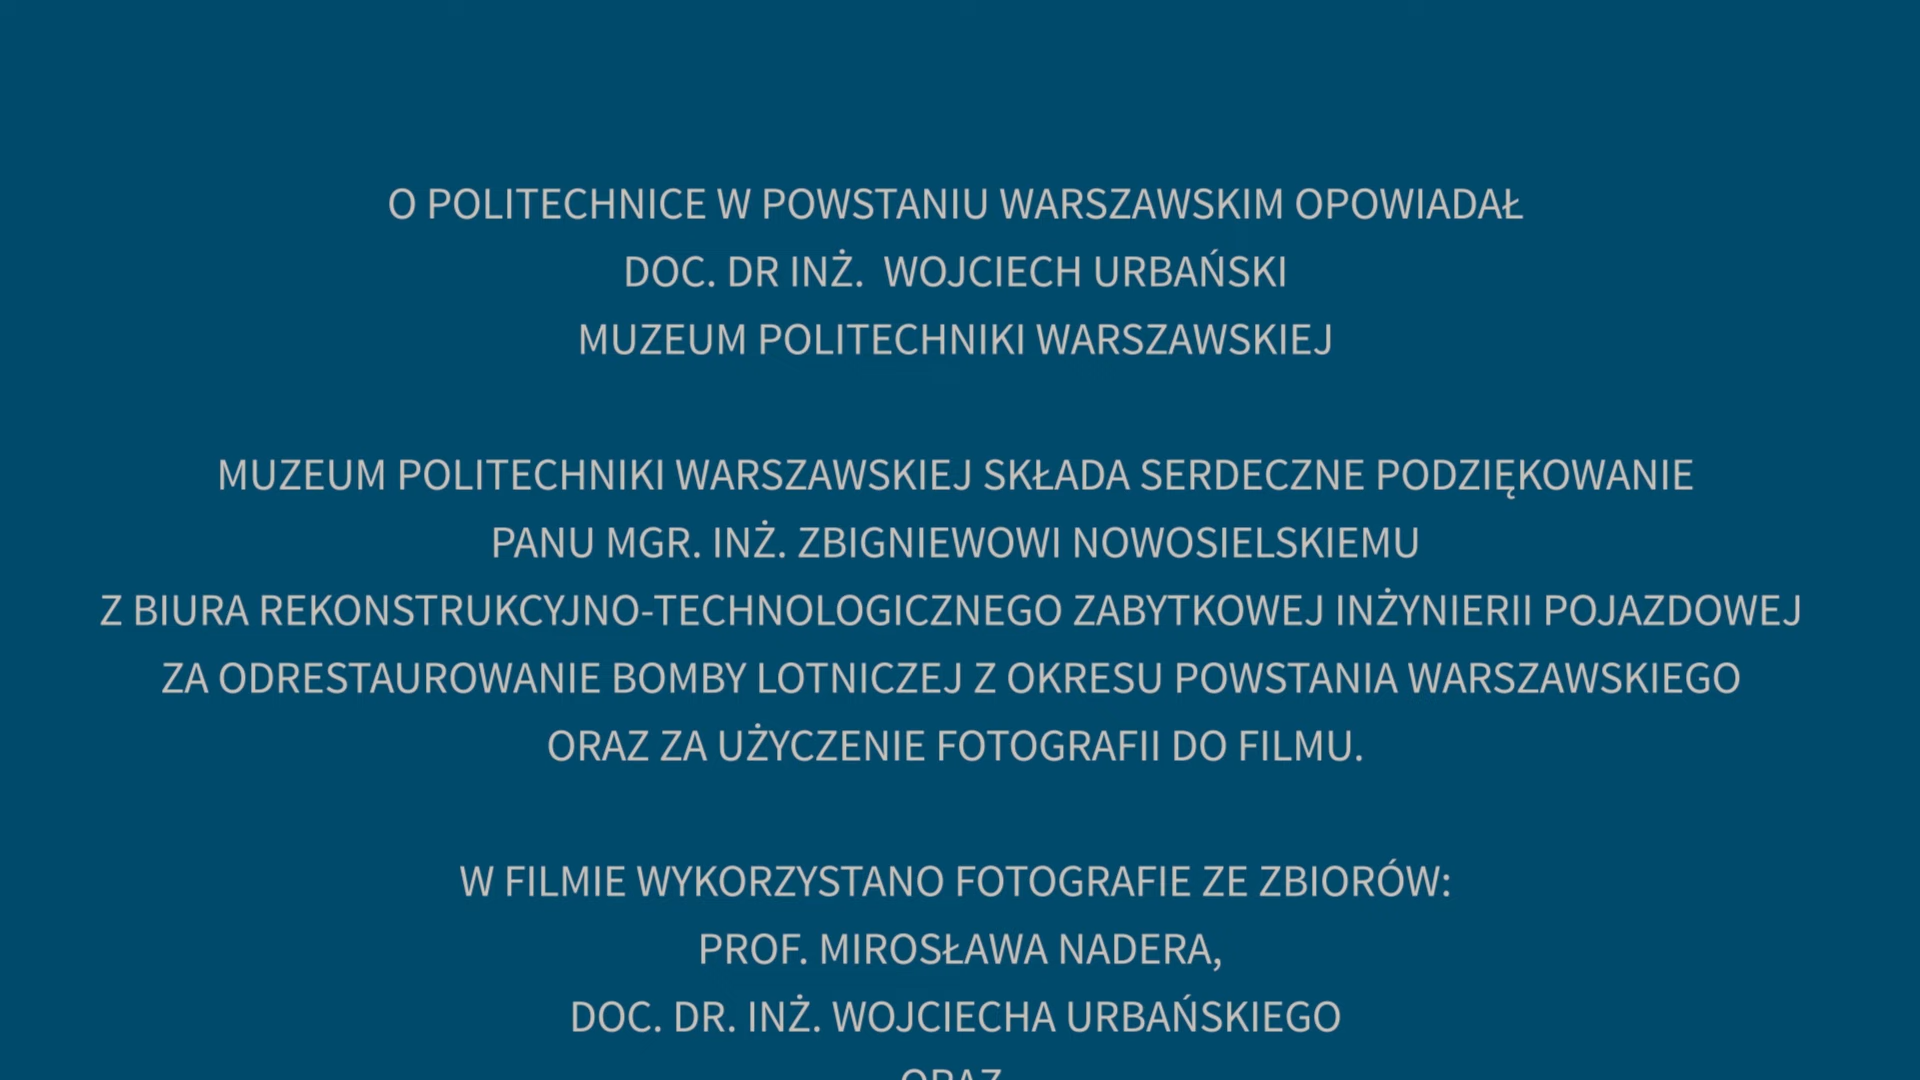 O POLITECHNICE W POWSTANIU WARSZAWSKIM OPOWIADAŁ
DOC. DR INŻ. WOJCIECH URBAŃSKI
MUZEUM POLITECHNIKI WARSZAWSKIEJ
MUZEUM POLITECHNIKI WARSZAWSKIEJ SKŁADA SERDECZNE PODZIĘKOWANIE
PANU MGR. INŻ. ZBIGNIEWOWI NOWOSIELSKIEMU
Z BIURA REKONSTRUKCYJNO-TECHNOLOGICZNEGO ZABYTKOWEJ INŻYNIERII POJAZDOWEJ
ZA ODRESTAUROWANIE BOMBY LOTNICZEJ Z OKRESU POWSTANIA WARSZAWSKIEGO
ORAZ ZA UŻYCZENIE FOTOGRAFII DO FILMU.
W FILMIE WYKORZYSTANO FOTOGRAFIE ZE ZBIORÓW:
PROF. MIROSŁAWA NADERA,
DOC. DR. INŻ. WOJCIECHA URBAŃSKIEGO
ORAZ